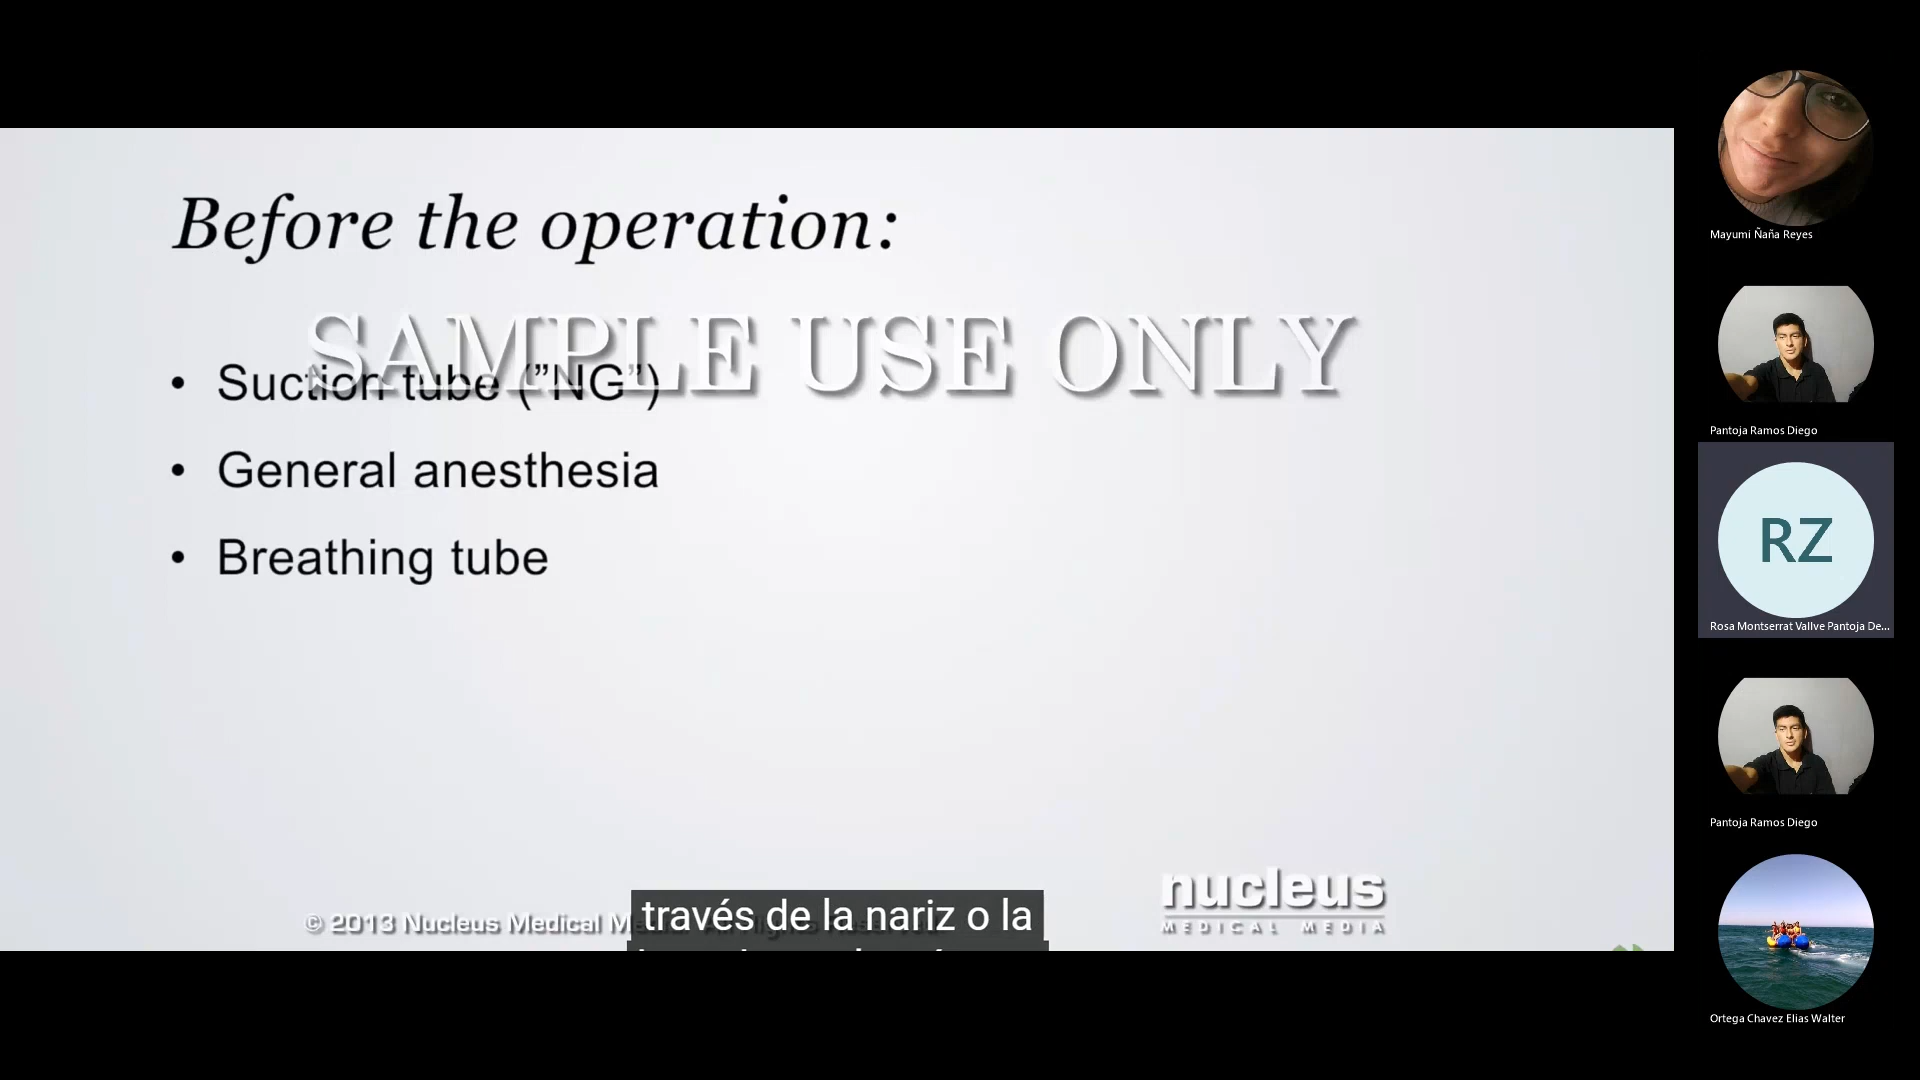 Before the operation:
SAMPLE USE ONLY
• Suction tube (”NG”)
• General anesthesia
• Breathing tube
© 2013 Nucleus Medical
través de la nariz o la
nucleus
MEDICAL MEDIA
Mayumi Ñaña Reyes
Pantoja Ramos Diego
RZ
Rosa Montserrat Vallve Pantoja De...
Pantoja Ramos Diego
Ortega Chavez Elias Walter